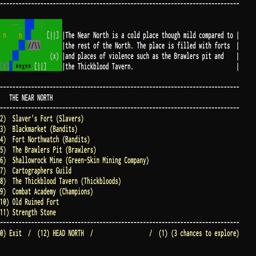 [||] |The Near North is a cold place though mild compared to |
//\\ |the rest of the North. The place is filled with forts |
(x) |and places of violence such as the Brawlers pit and |
[||] |the Thickblood Tavern. |
THE NEAR NORTH
2) Slaver's Fort (Slavers)
3) Blackmarket (Bandits)
4) Fort Northwatch (Bandits)
5) The Brawlers Pit (Brawlers)
6) Shallowrock Mine (Green-Skin Mining Company)
7) Cartographers Guild
8) The Thickblood Tavern (Thickbloods)
9) Combat Academy (Champions)
10) Old Ruined Fort
11) Strength Stone
0) Exit / (12) HEAD NORTH / / (1) (3 chances to explore)